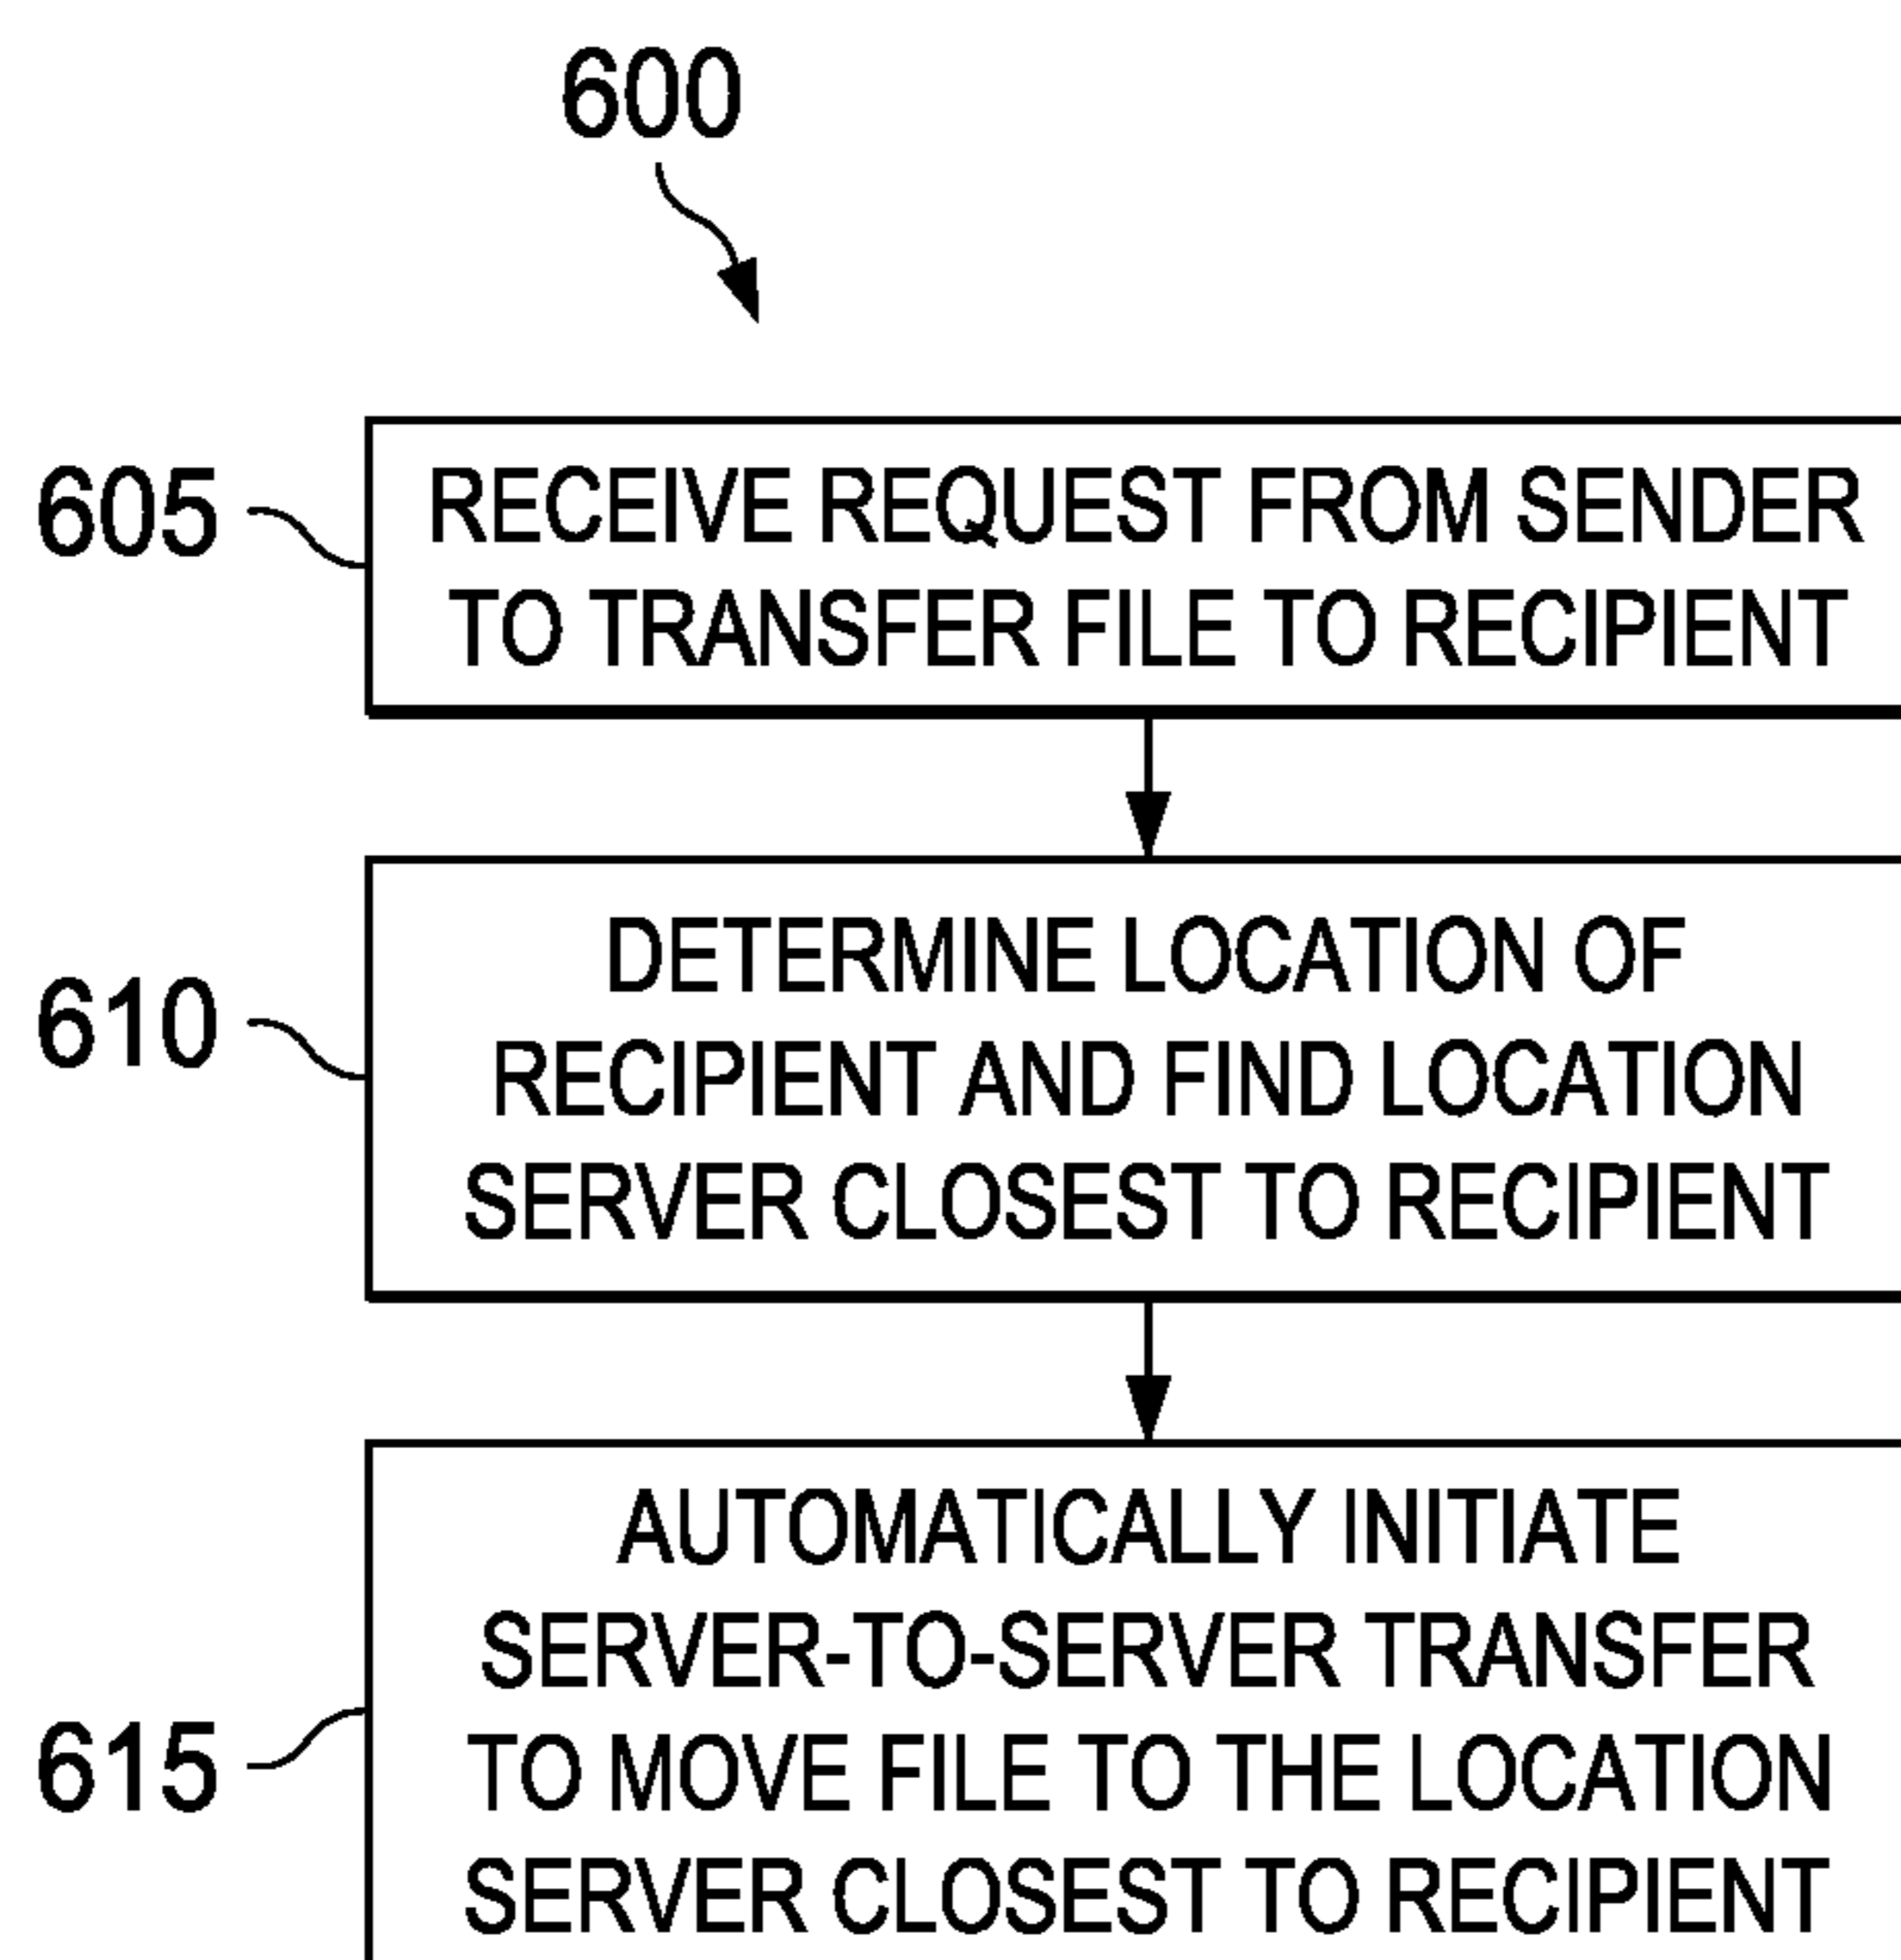 600
605
RECEIVE REQUEST FROM SENDER
TO TRANSFER FILE TO RECIPIENT
610
DETERMINE LOCATION OF
RECIPIENT AND FIND LOCATION
SERVER CLOSEST TO RECIPIENT
615
AUTOMATICALLY INITIATE
SERVER-TO-SERVER TRANSFER
TO MOVE FILE TO THE LOCATION
SERVER CLOSEST TO RECIPIENT